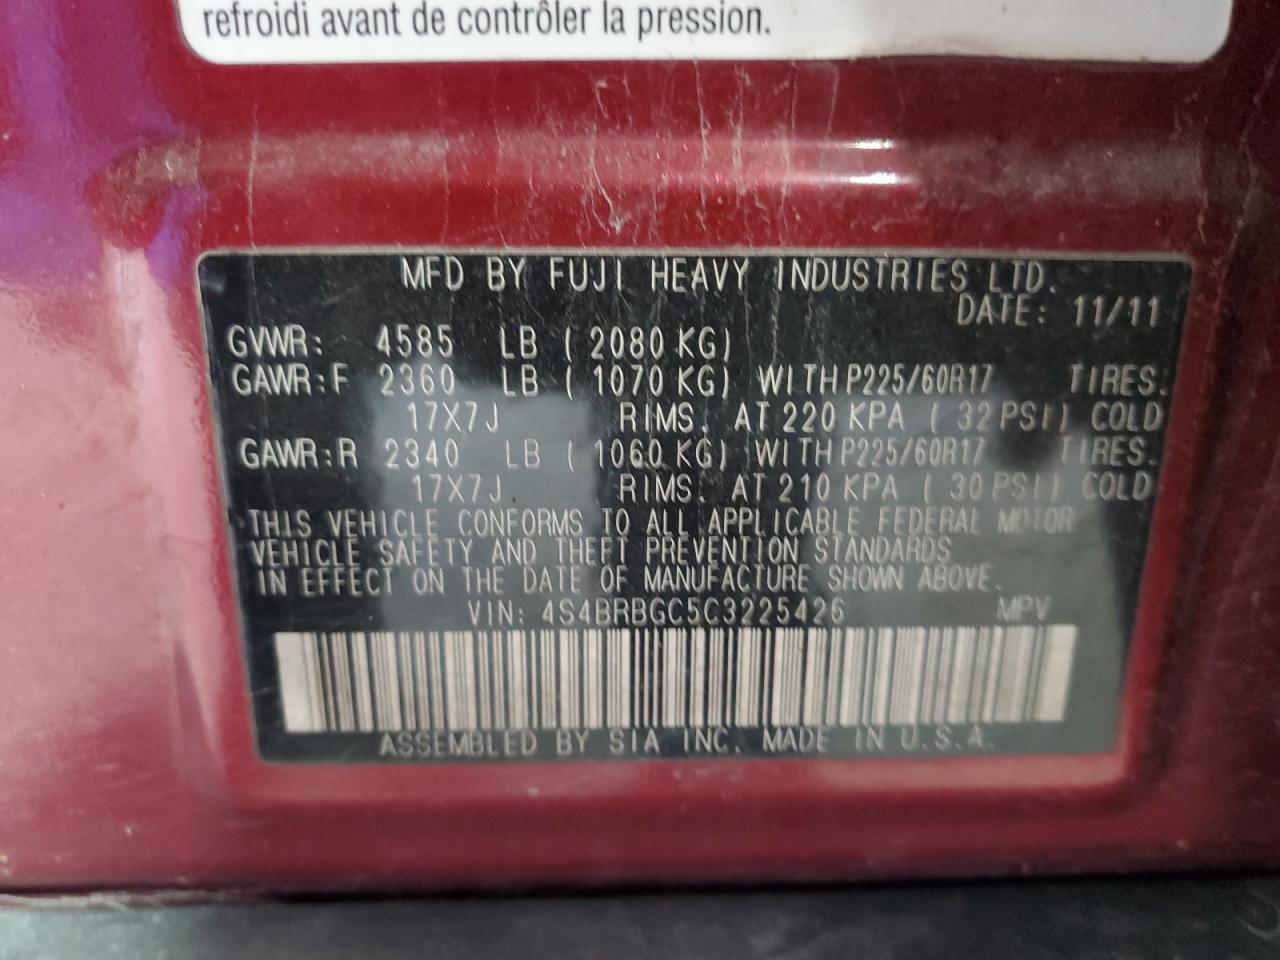 refroidi avant de contrôler la pression.
MFD BY FUJI HEAVY INDUSTRIES LTD.
DATE: 11/11
GVWR: 4585 LB ( 2080 KG)
GAWR:F 2360 LB ( 1070 KG) WITH P225/60R17 TIRES.
17X7J RIMS. AT 220 KPA ( 32 PSI) COLD
GAWR:R 2340 LB ( 1060 KG) WITH P225/60R17 TIRES.
17X7J RIMS. AT 210 KPA ( 30 PSI) COLD
THIS VEHICLE CONFORMS TO ALL APPLICABLE FEDERAL MOTOR
VEHICLE SAFETY AND THEFT PREVENTION STANDARDS
IN EFFECT ON THE DATE OF MANUFACTURE SHOWN ABOVE.
VIN: 4S4BRBGC5C3225426 MPV
ASSEMBLED BY SIA INC. MADE IN U.S.A.